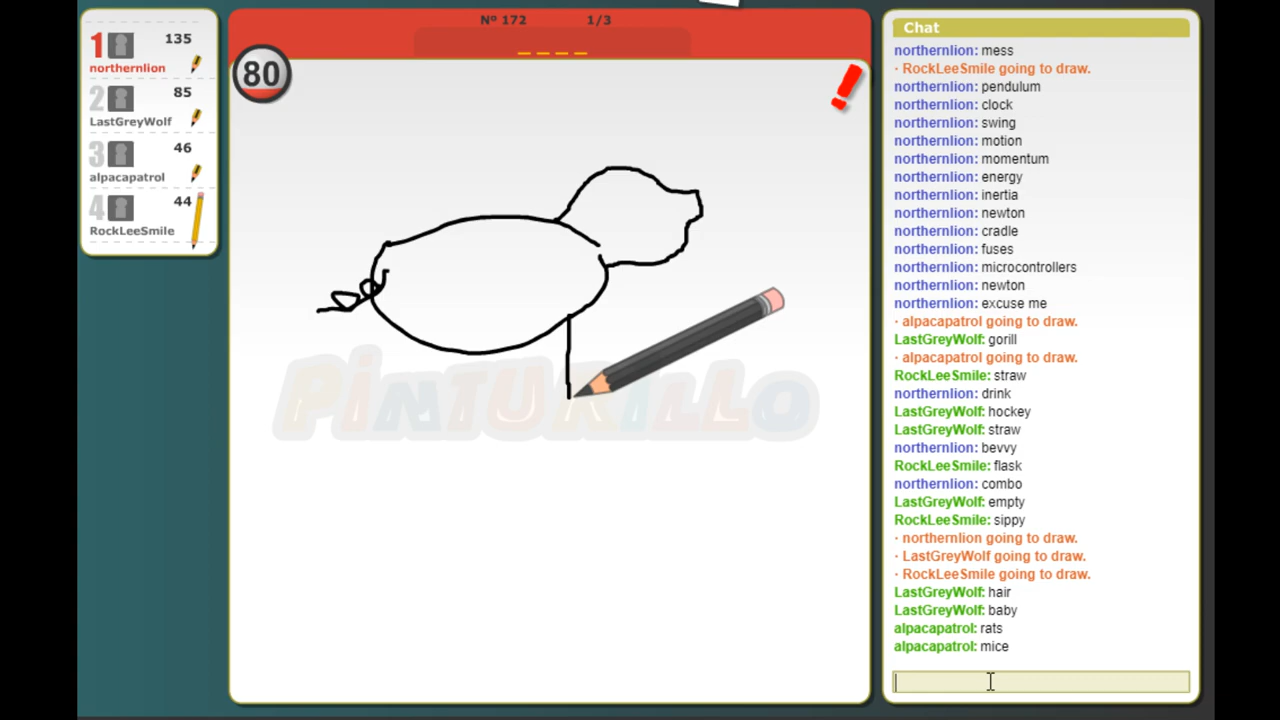 1 135
northernlion
2 85
LastGreyWolf
3 46
alpacapatrol
4 44
RockLeeSmile
Nº 172 1/3
_ _ _ _
80
!
PINTURILLO
Chat
northernlion: mess
· RockLeeSmile going to draw.
northernlion: pendulum
northernlion: clock
northernlion: swing
northernlion: motion
northernlion: momentum
northernlion: energy
northernlion: inertia
northernlion: newton
northernlion: cradle
northernlion: fuses
northernlion: microcontrollers
northernlion: newton
northernlion: excuse me
· alpacapatrol going to draw.
LastGreyWolf: gorill
· alpacapatrol going to draw.
RockLeeSmile: straw
northernlion: drink
LastGreyWolf: hockey
LastGreyWolf: straw
northernlion: bevvy
RockLeeSmile: flask
northernlion: combo
LastGreyWolf: empty
RockLeeSmile: sippy
· northernlion going to draw.
· LastGreyWolf going to draw.
· RockLeeSmile going to draw.
LastGreyWolf: hair
LastGreyWolf: baby
alpacapatrol: rats
alpacapatrol: mice